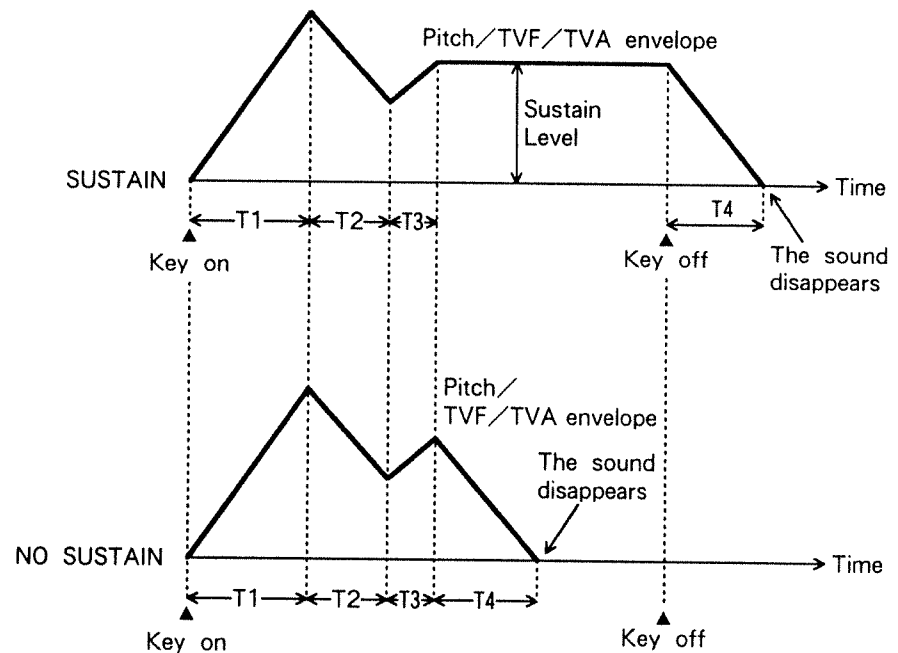 Pitch/TVF/TVA envelope
Sustain
Level
SUSTAIN
Time
T1
T2
T3
T4
Key on
Key off
The sound
disappears
Pitch/
TVF/TVA envelope
The sound
disappears
NO SUSTAIN
Time
T1
T2
T3
T4
Key on
Key off